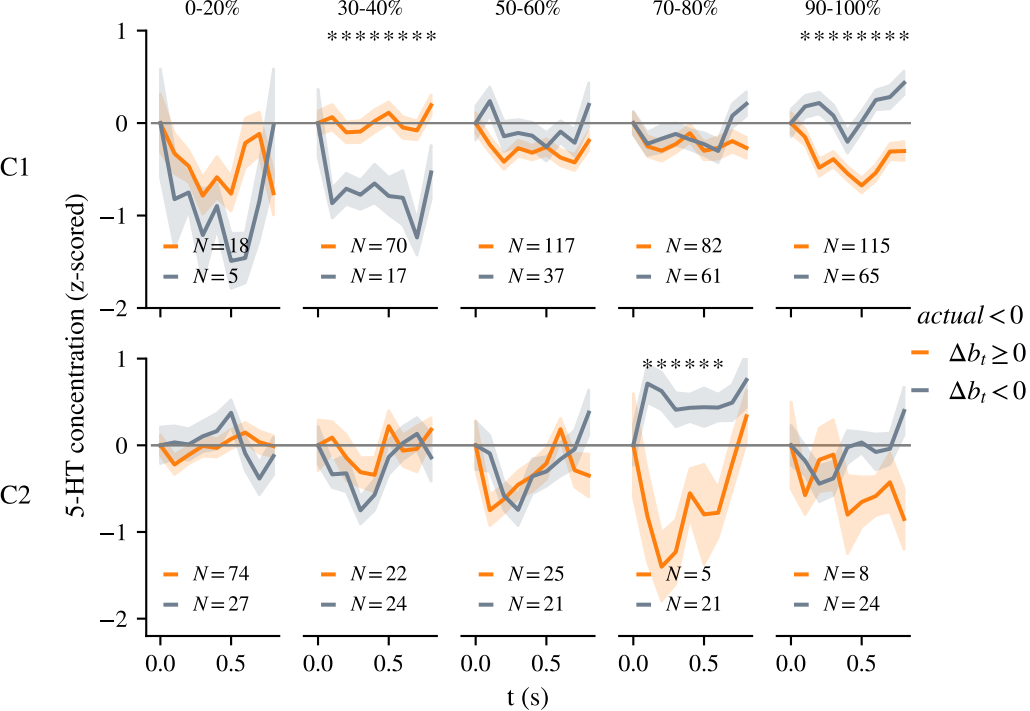 0-20% 30-40% 50-60% 70-80% 90-100%
1 ******** ********
0
C1
−1
N=18 N=70 N=117 N=82 N=115
N=5 N=17 N=37 N=61 N=65
−2
5-HT concentration (z-scored)
actual<0
Δb_t≥0
Δb_t<0
1 ******
0
C2
−1
N=74 N=22 N=25 N=5 N=8
N=27 N=24 N=21 N=21 N=24
−2
0.0 0.5 0.0 0.5 0.0 0.5 0.0 0.5 0.0 0.5
t (s)